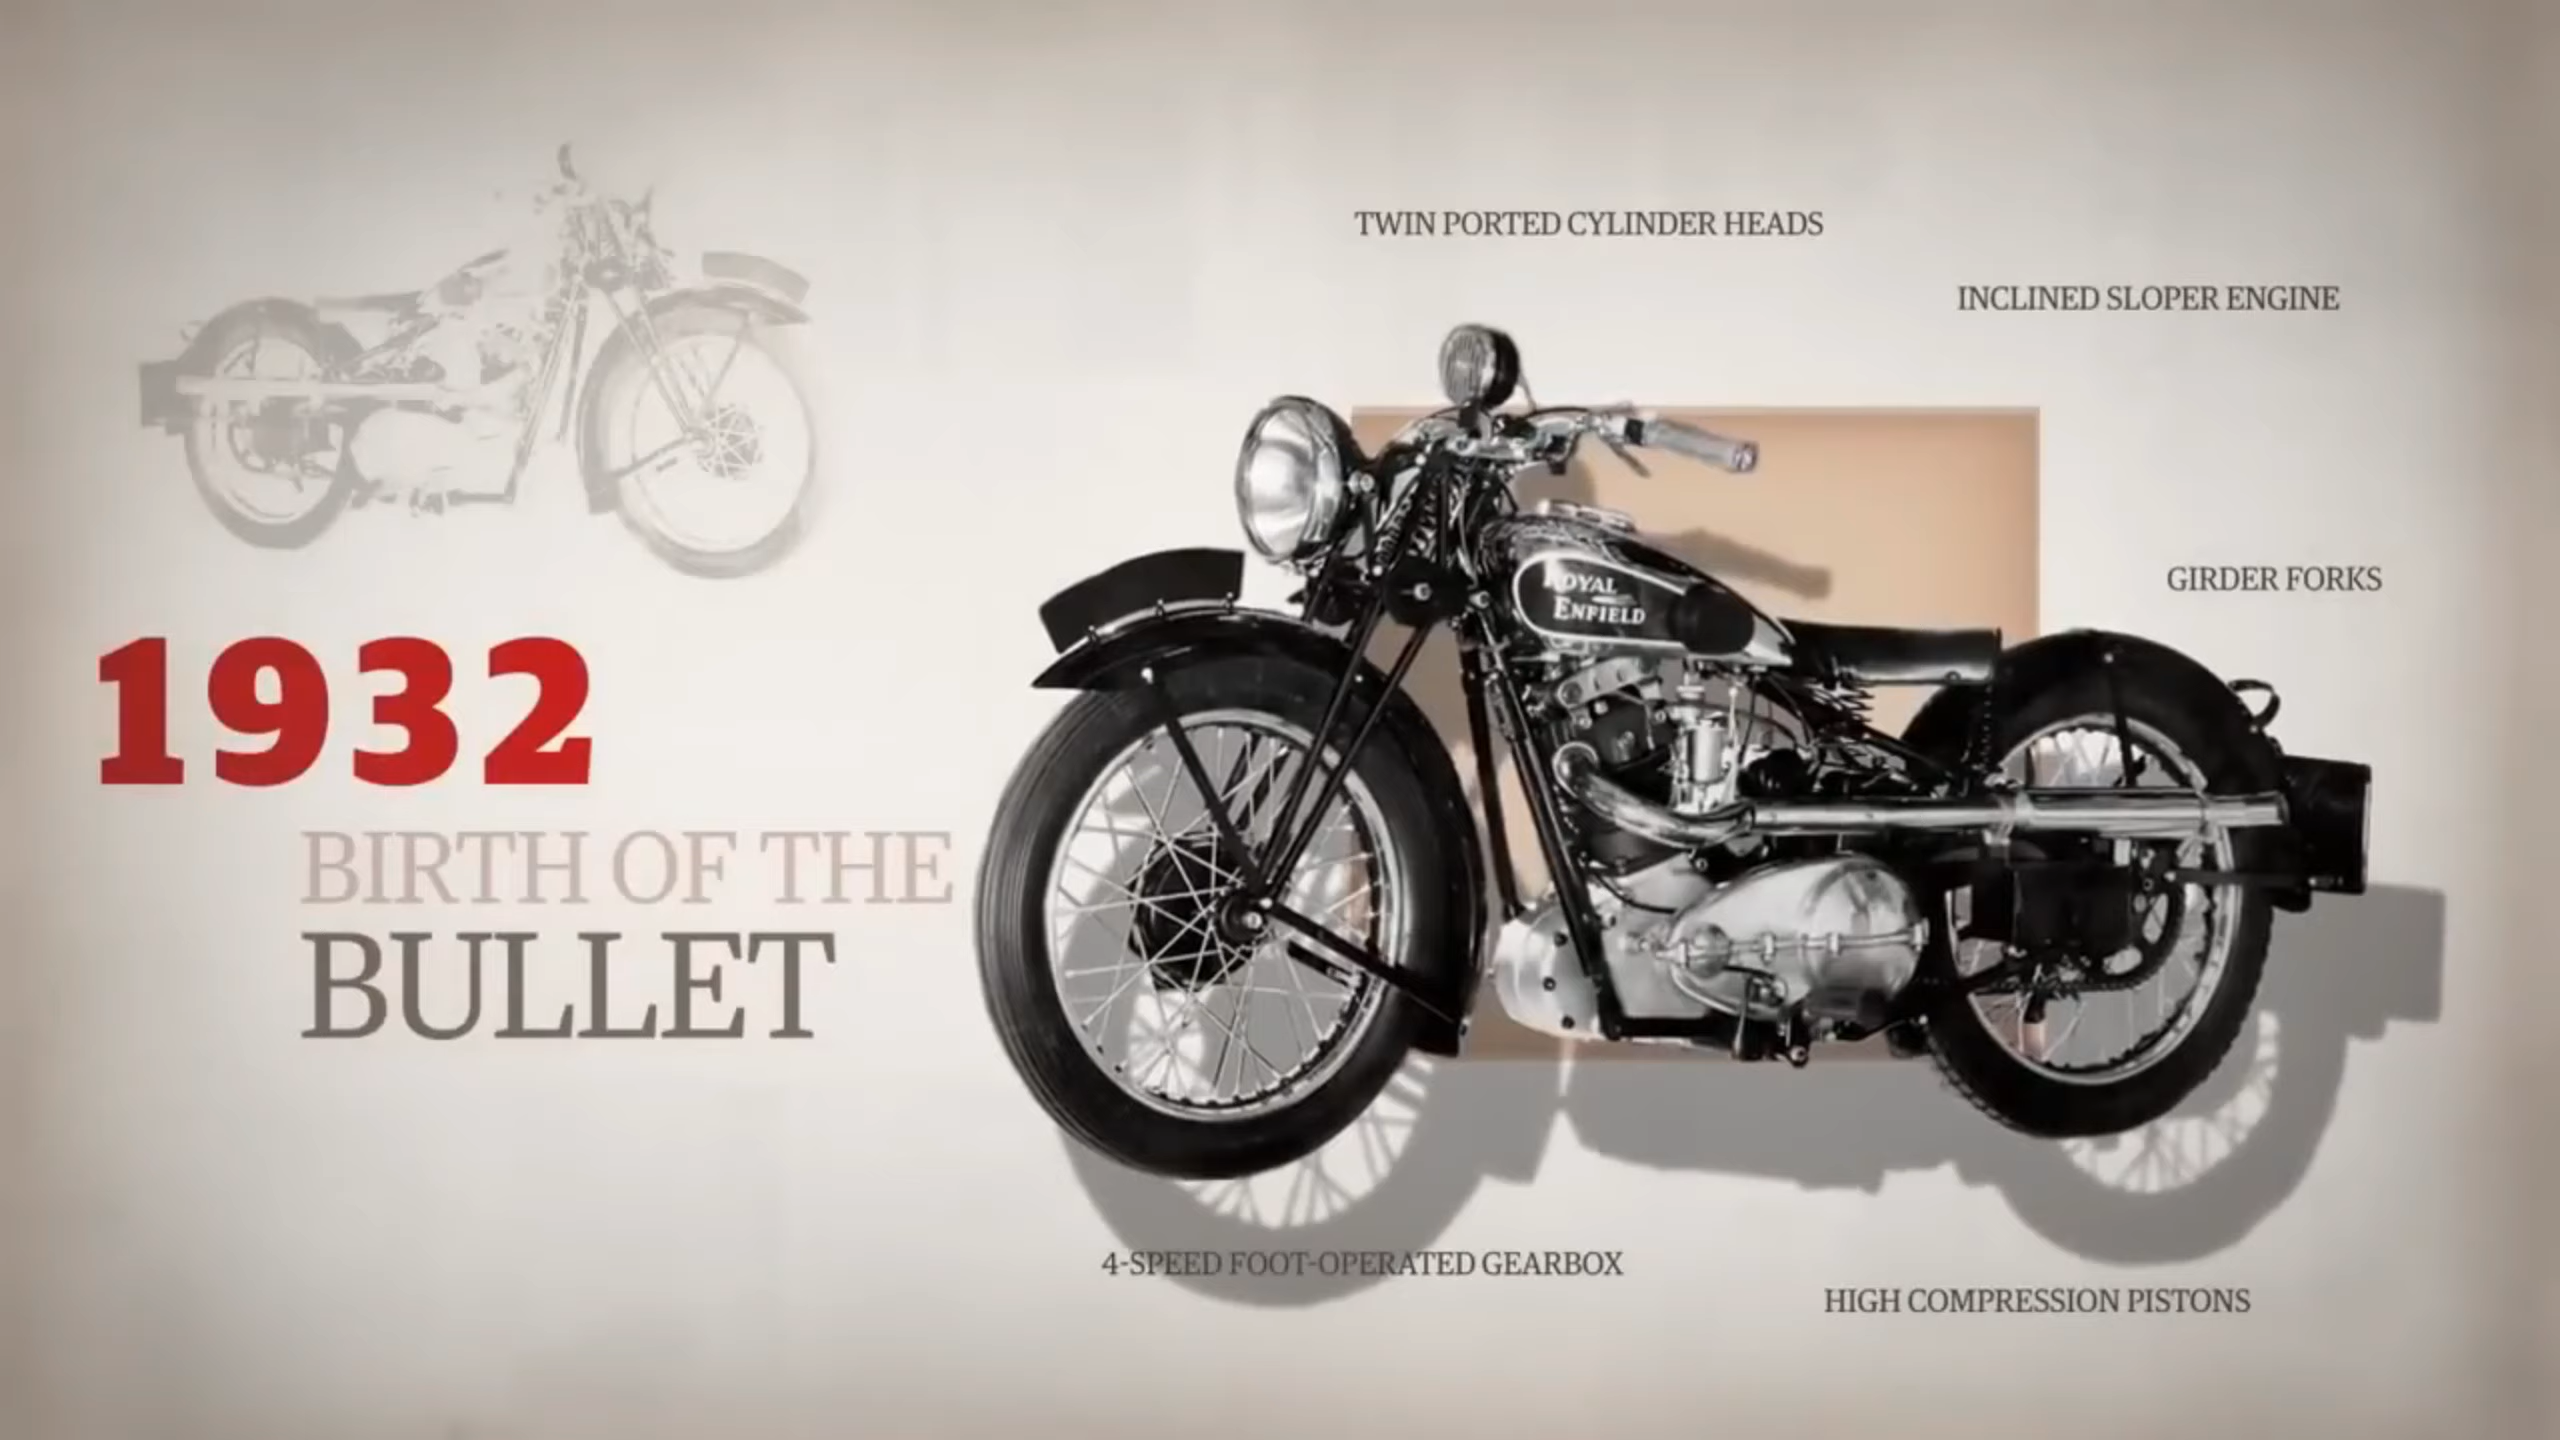 TWIN PORTED CYLINDER HEADS
INCLINED SLOPER ENGINE
GIRDER FORKS
ROYAL
ENFIELD
1932
BIRTH OF THE
BULLET
4-SPEED FOOT-OPERATED GEARBOX
HIGH COMPRESSION PISTONS